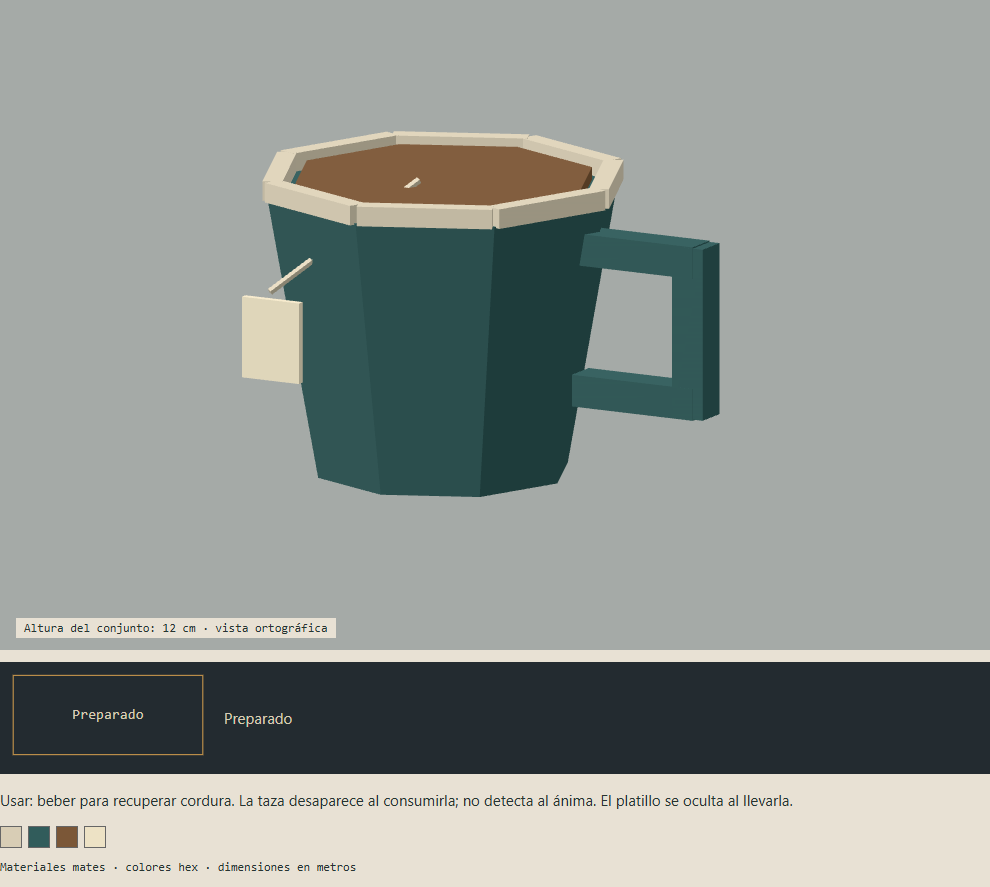 Altura del conjunto: 12 cm · vista ortográfica
Preparado
Preparado
Usar: beber para recuperar cordura. La taza desaparece al consumirla; no detecta al ánima. El platillo se oculta al llevarla.
Materiales mates · colores hex · dimensiones en metros